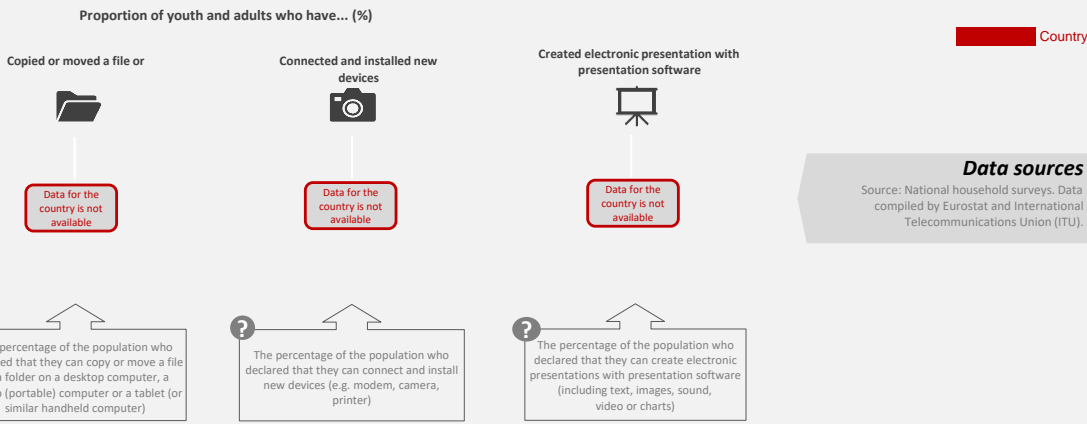 Proportion of youth and adults who have... (%)
Country
Copied or moved a file or
Connected and installed new
devices
Created electronic presentation with
presentation software
Data for the
country is not
available
Data for the
country is not
available
Data for the
country is not
available
Data sources
Source: National household surveys. Data
compiled by Eurostat and International
Telecommunications Union (ITU).
percentage of the population who
that they can copy or move a file
folder on a desktop computer, a
(portable) computer or a tablet (or
similar handheld computer)
?
The percentage of the population who
declared that they can connect and install
new devices (e.g. modem, camera,
printer)
?
The percentage of the population who
declared that they can create electronic
presentations with presentation software
(including text, images, sound,
video or charts)